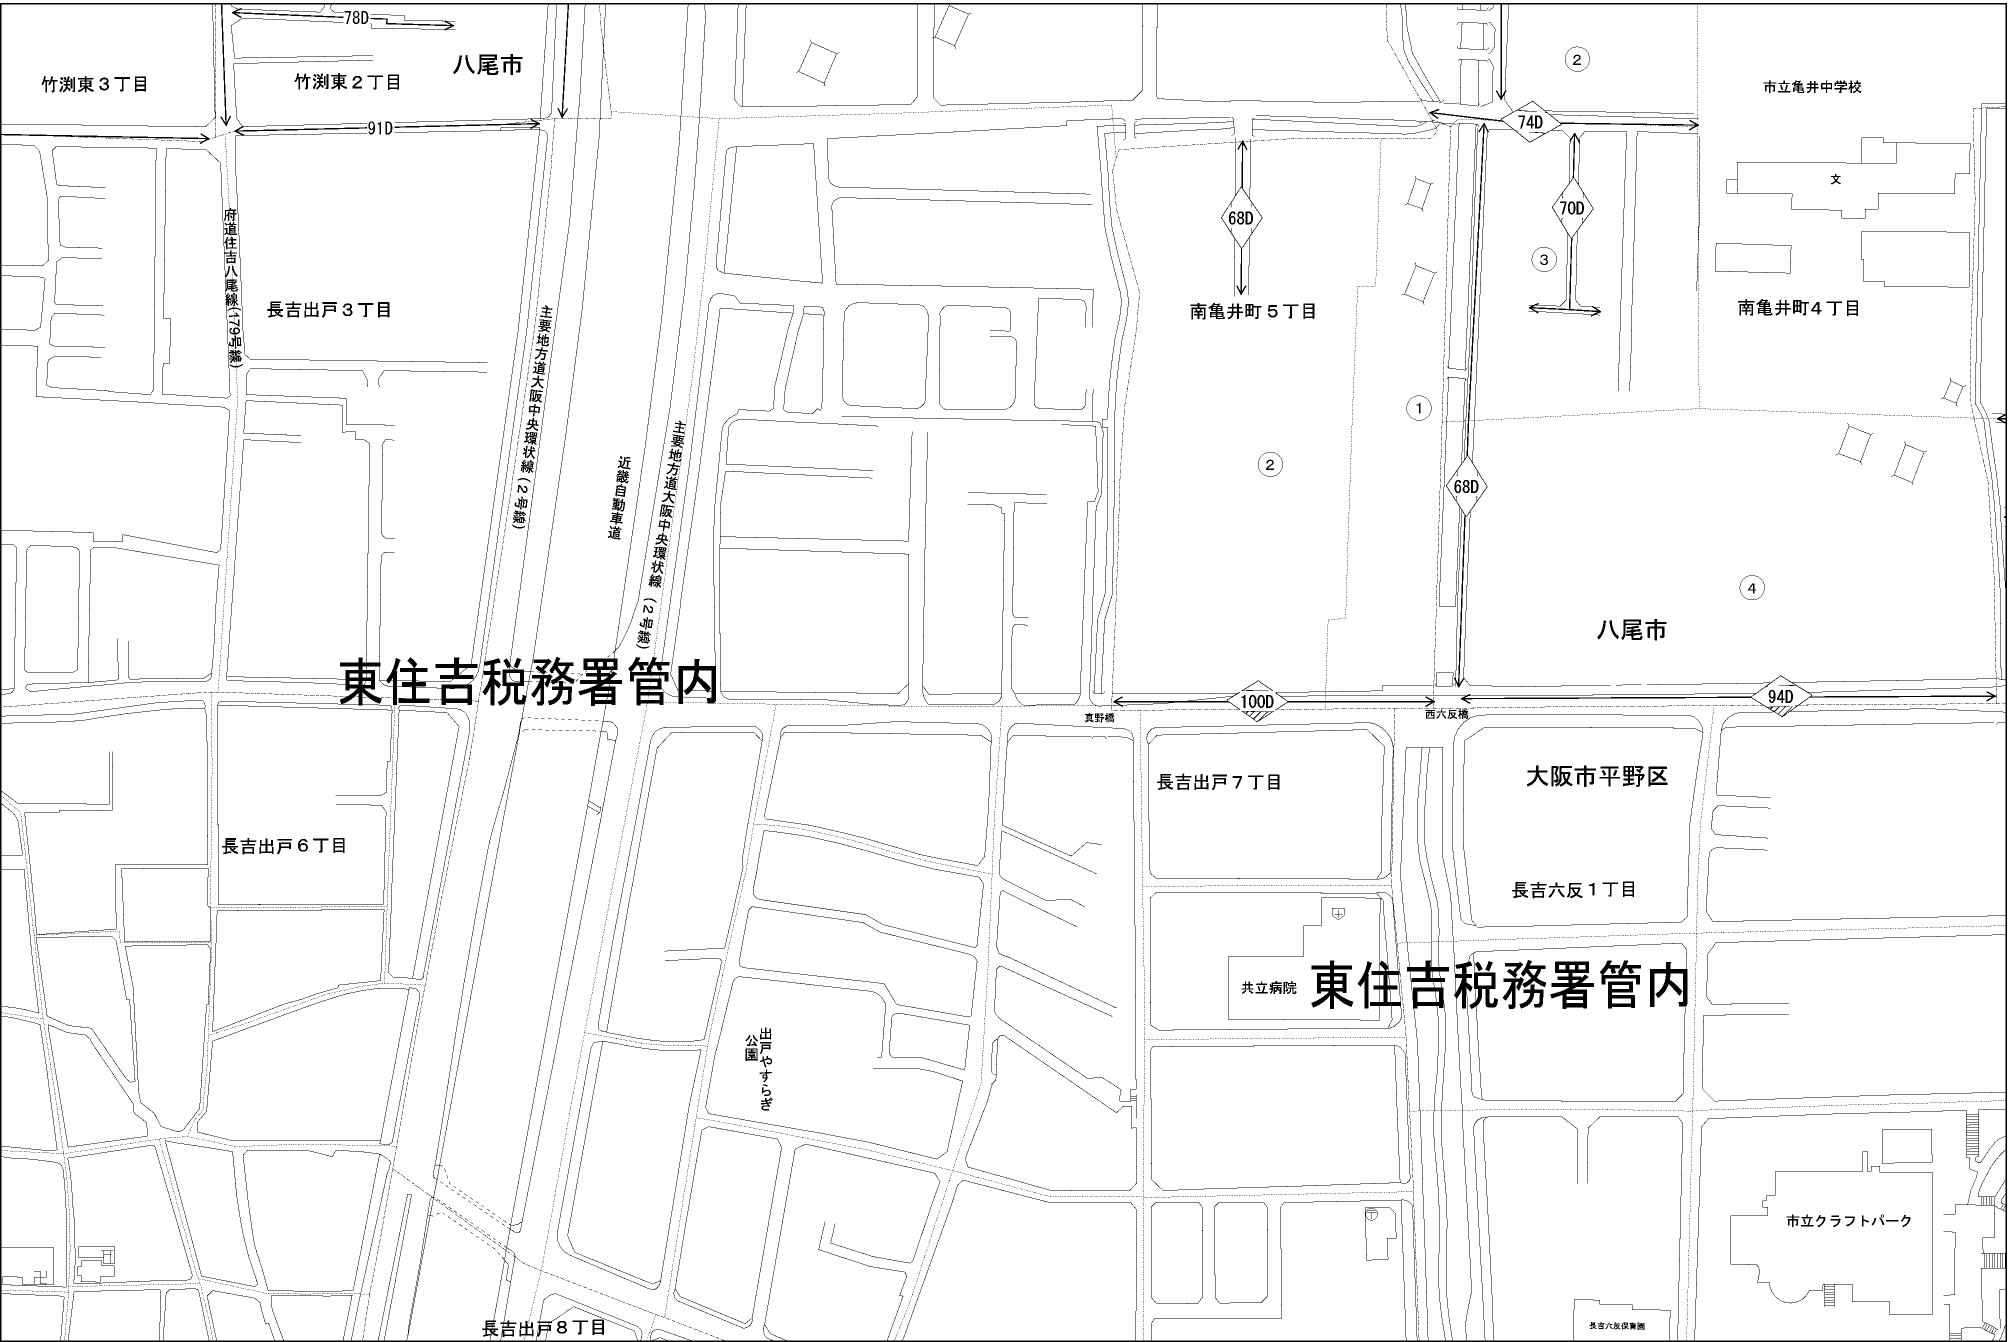 78D
八尾市
竹渕東３丁目
竹渕東２丁目
91D
②
市立亀井中学校
74D
文
68D
70D
③
府道住吉八尾線(179号線)
長吉出戸３丁目
主要地方道大阪中央環状線(２号線)
近畿自動車道
主要地方道大阪中央環状線(２号線)
南亀井町５丁目
南亀井町４丁目
①
②
68D
④
八尾市
東住吉税務署管内
100D
94D
真野橋
西六反橋
長吉出戸７丁目
大阪市平野区
長吉出戸６丁目
長吉六反１丁目
共立病院
東住吉税務署管内
出戸やすらぎ
公園
市立クラフトパーク
長吉出戸８丁目
長吉六反保育園